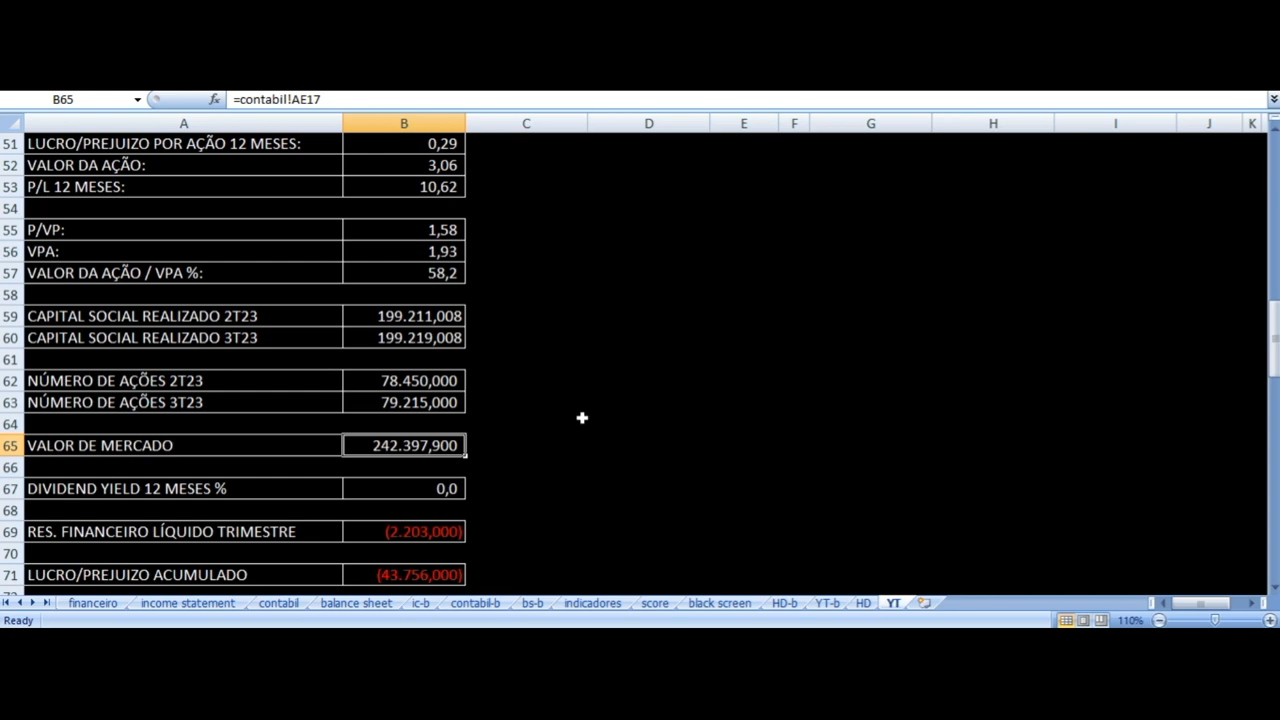 B65 fx =contabil!AE17
A B C D E F G H I J K
51 LUCRO/PREJUIZO POR AÇÃO 12 MESES: 0,29
52 VALOR DA AÇÃO: 3,06
53 P/L 12 MESES: 10,62
54
55 P/VP: 1,58
56 VPA: 1,93
57 VALOR DA AÇÃO / VPA %: 58,2
58
59 CAPITAL SOCIAL REALIZADO 2T23 199.211,008
60 CAPITAL SOCIAL REALIZADO 3T23 199.219,008
61
62 NÚMERO DE AÇÕES 2T23 78.450,000
63 NÚMERO DE AÇÕES 3T23 79.215,000
64
65 VALOR DE MERCADO 242.397,900
66
67 DIVIDEND YIELD 12 MESES % 0,0
68
69 RES. FINANCEIRO LÍQUIDO TRIMESTRE (2.203,000)
70
71 LUCRO/PREJUIZO ACUMULADO (43.756,000)
financeiro income statement contabil balance sheet ic-b contabil-b bs-b indicadores score black screen HD-b YT-b HD YT
Ready 110%